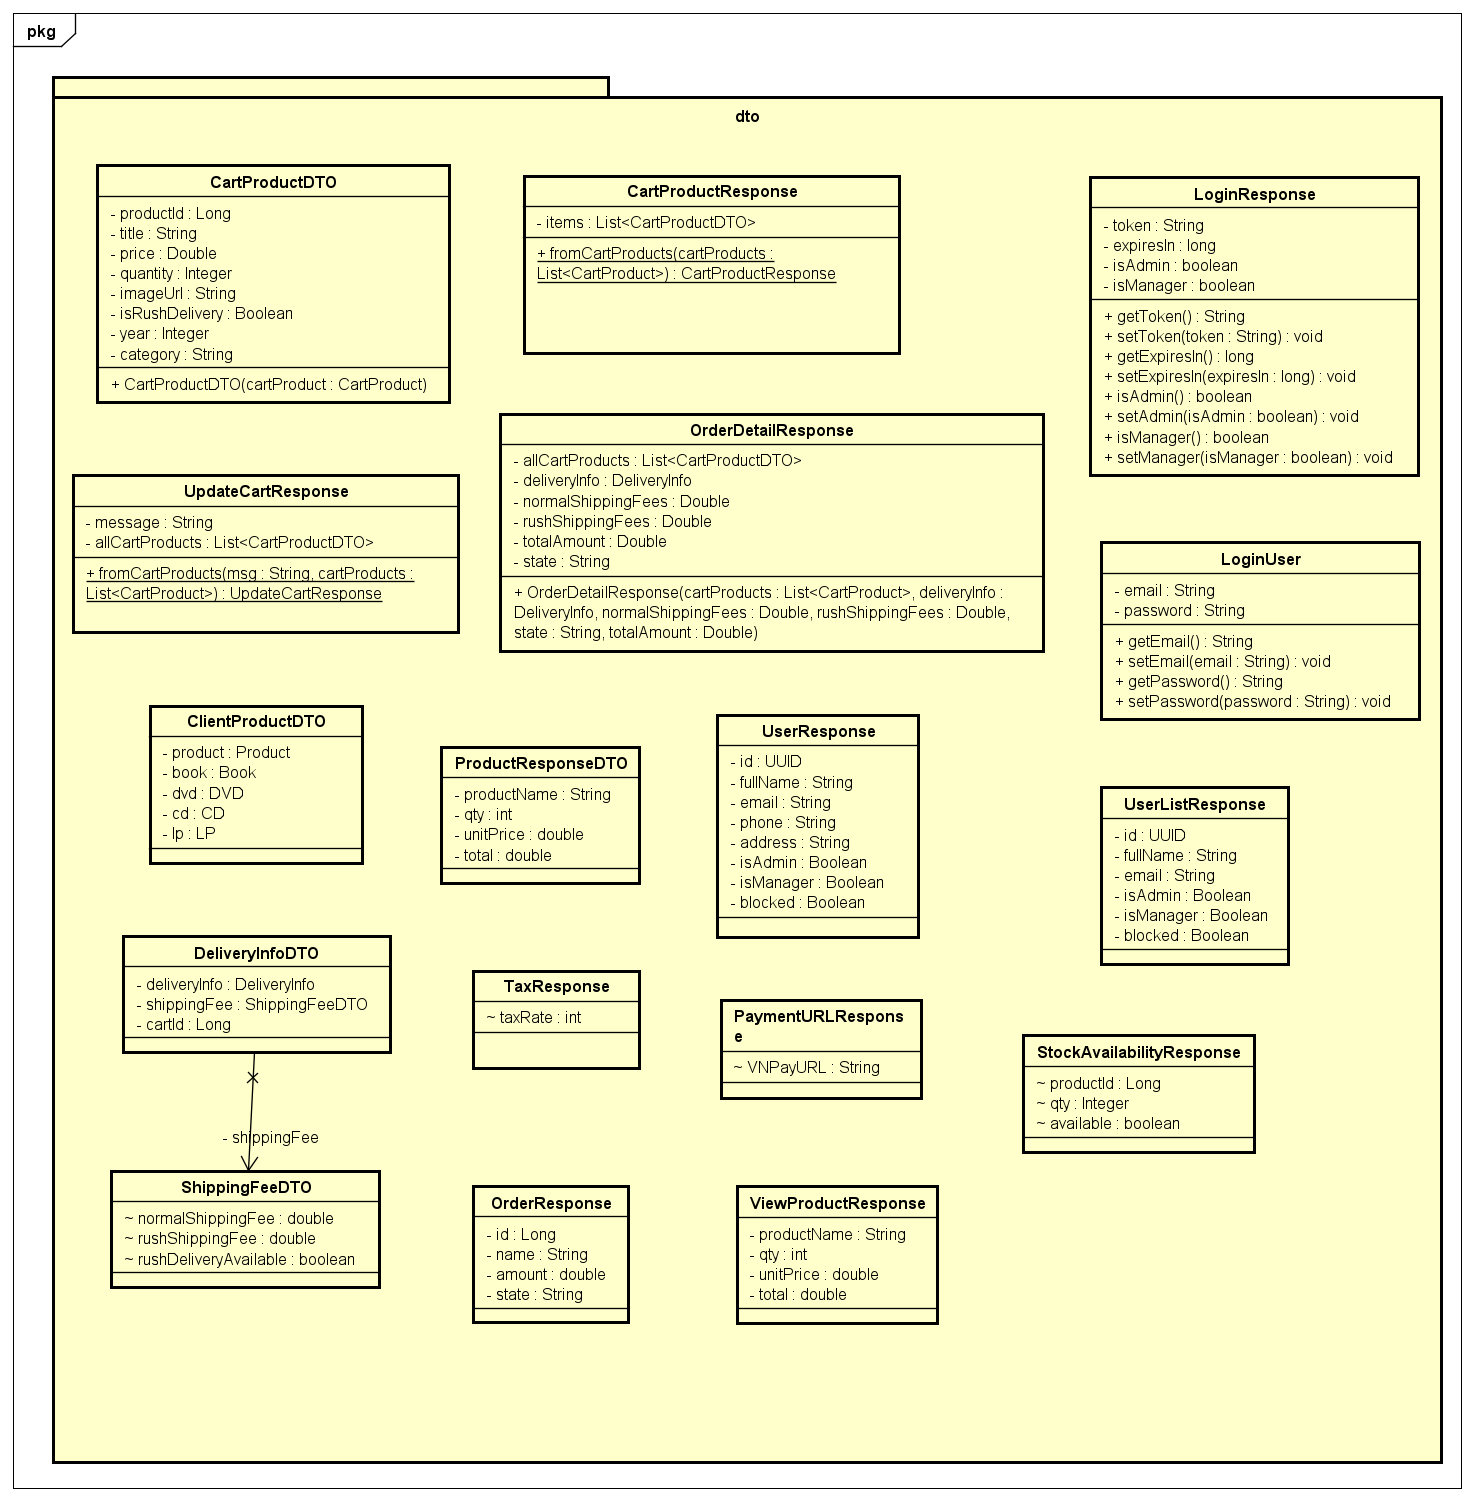 pkg
dto
CartProductDTO
- productId : Long
- title : String
- price : Double
- quantity : Integer
- imageUrl : String
- isRushDelivery : Boolean
- year : Integer
- category : String
+ CartProductDTO(cartProduct : CartProduct)
CartProductResponse
- items : List<CartProductDTO>
+ fromCartProducts(cartProducts :
List<CartProduct>) : CartProductResponse
LoginResponse
- token : String
- expiresIn : long
- isAdmin : boolean
- isManager : boolean
+ getToken() : String
+ setToken(token : String) : void
+ getExpiresIn() : long
+ setExpiresIn(expiresIn : long) : void
+ isAdmin() : boolean
+ setAdmin(isAdmin : boolean) : void
+ isManager() : boolean
+ setManager(isManager : boolean) : void
UpdateCartResponse
- message : String
- allCartProducts : List<CartProductDTO>
+ fromCartProducts(msg : String, cartProducts :
List<CartProduct>) : UpdateCartResponse
OrderDetailResponse
- allCartProducts : List<CartProductDTO>
- deliveryInfo : DeliveryInfo
- normalShippingFees : Double
- rushShippingFees : Double
- totalAmount : Double
- state : String
+ OrderDetailResponse(cartProducts : List<CartProduct>, deliveryInfo :
DeliveryInfo, normalShippingFees : Double, rushShippingFees : Double,
state : String, totalAmount : Double)
LoginUser
- email : String
- password : String
+ getEmail() : String
+ setEmail(email : String) : void
+ getPassword() : String
+ setPassword(password : String) : void
ClientProductDTO
- product : Product
- book : Book
- dvd : DVD
- cd : CD
- lp : LP
ProductResponseDTO
- productName : String
- qty : int
- unitPrice : double
- total : double
UserResponse
- id : UUID
- fullName : String
- email : String
- phone : String
- address : String
- isAdmin : Boolean
- isManager : Boolean
- blocked : Boolean
UserListResponse
- id : UUID
- fullName : String
- email : String
- isAdmin : Boolean
- isManager : Boolean
- blocked : Boolean
DeliveryInfoDTO
- deliveryInfo : DeliveryInfo
- shippingFee : ShippingFeeDTO
- cartId : Long
TaxResponse
~ taxRate : int
PaymentURLRespons
e
~ VNPayURL : String
StockAvailabilityResponse
~ productId : Long
~ qty : Integer
~ available : boolean
- shippingFee
ShippingFeeDTO
~ normalShippingFee : double
~ rushShippingFee : double
~ rushDeliveryAvailable : boolean
OrderResponse
- id : Long
- name : String
- amount : double
- state : String
ViewProductResponse
- productName : String
- qty : int
- unitPrice : double
- total : double